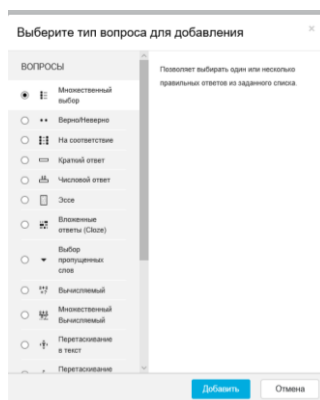 Выберите тип вопроса для добавления
×
ВОПРОСЫ
Множественный
выбор
Верно/Неверно
На соответствие
Краткий ответ
Числовой ответ
Эссе
Вложенные
ответы (Cloze)
Выбор
пропущенных
слов
Вычисляемый
Множественный
Вычисляемый
Перетаскивание
в текст
Перетаскивание
Позволяет выбирать один или несколько
правильных ответов из заданного списка.
Добавить
Отмена